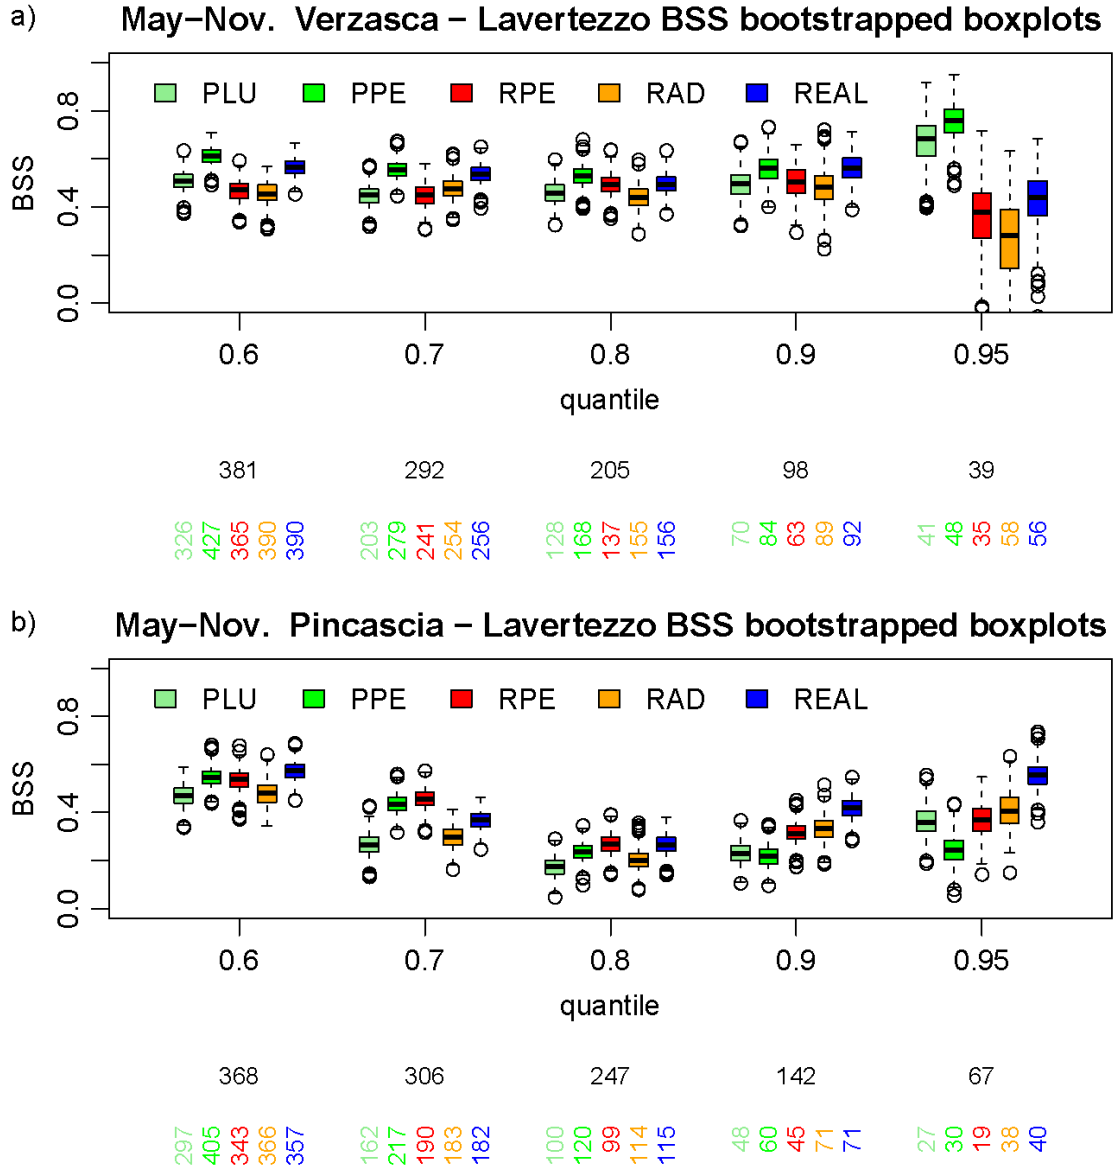 a) May−Nov. Verzasca − Lavertezzo BSS bootstrapped boxplots
PLU PPE RPE RAD REAL
BSS
0.8
0.4
0.0
0.6 0.7 0.8 0.9 0.95
quantile
381 292 205 98 39
326 427 365 390 390 203 279 241 254 256 128 168 137 155 156 70 84 63 89 92 41 48 35 58 56
b) May−Nov. Pincascia − Lavertezzo BSS bootstrapped boxplots
PLU PPE RPE RAD REAL
BSS
0.8
0.4
0.0
0.6 0.7 0.8 0.9 0.95
quantile
368 306 247 142 67
297 405 343 366 357 162 217 190 183 182 100 120 99 114 115 48 60 45 71 71 27 30 19 38 40